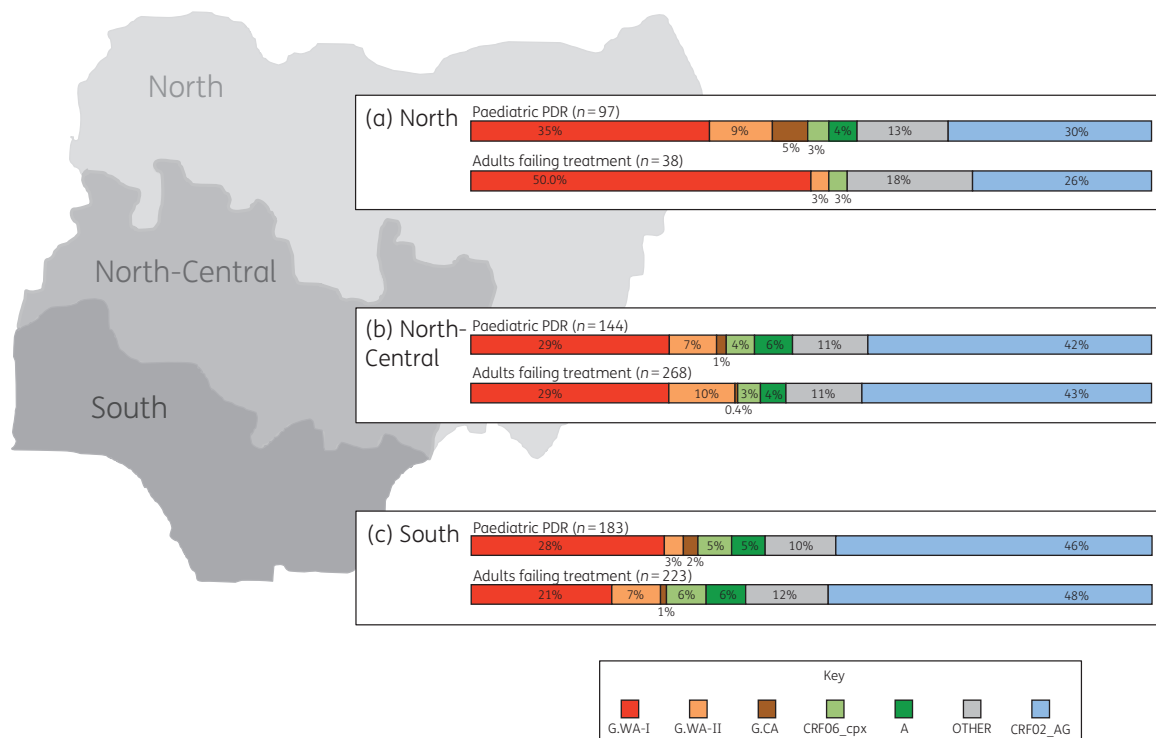 North
North-Central
South
(a) North
Paediatric PDR (n = 97)
35% 9% 5% 3% 4% 13% 30%
Adults failing treatment (n = 38)
50.0% 3% 3% 18% 26%
(b) North-
Central
Paediatric PDR (n = 144)
29% 7% 1% 4% 6% 11% 42%
Adults failing treatment (n = 268)
29% 10% 0.4% 3% 4% 11% 43%
(c) South
Paediatric PDR (n = 183)
28% 3% 2% 5% 5% 10% 46%
Adults failing treatment (n = 223)
21% 7% 1% 6% 6% 12% 48%
Key
G.WA-I G.WA-II G.CA CRF06_cpx A OTHER CRF02_AG